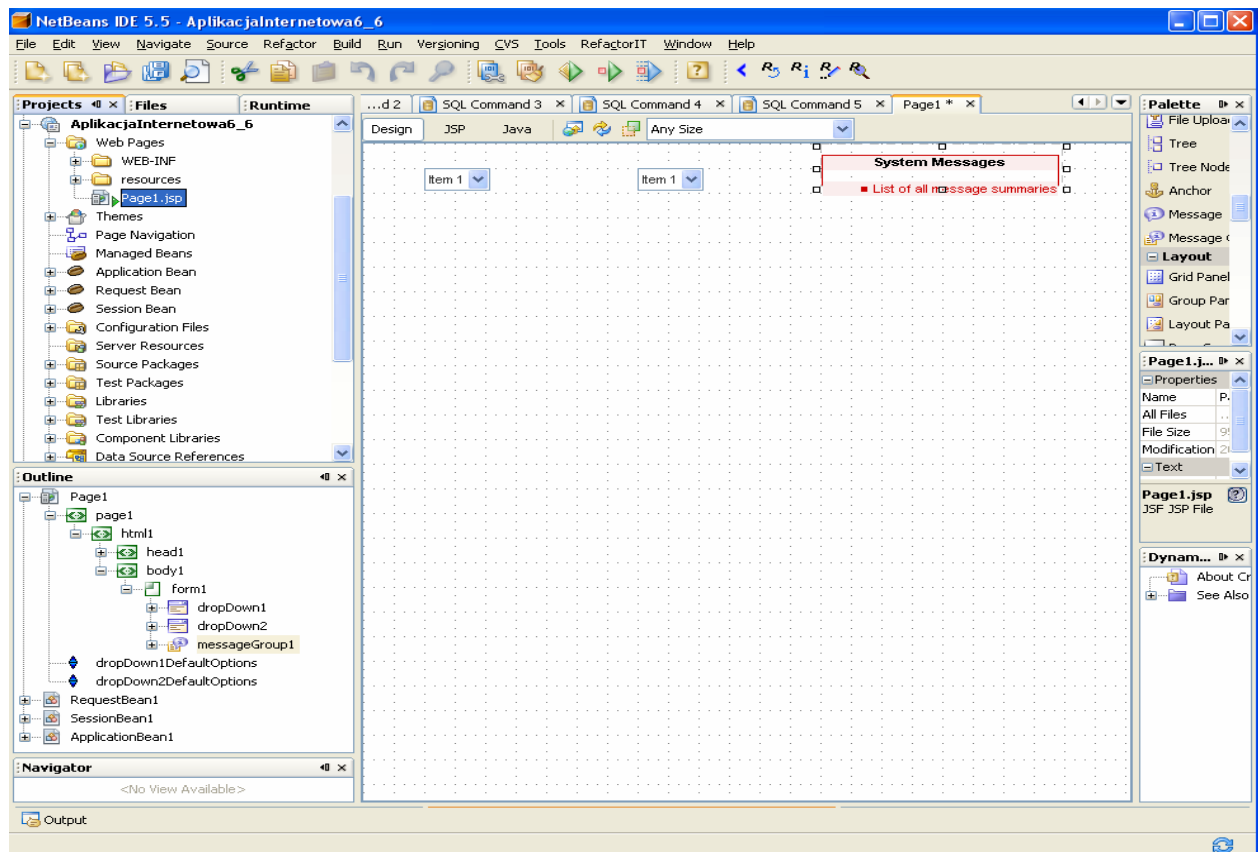 NetBeans IDE 5.5 - AplikacjaInternetowa6_6
File Edit View Navigate Source Refactor Build Run Versioning CVS Tools RefactorIT Window Help
Projects
Files
Runtime
AplikacjaInternetowa6_6
Web Pages
WEB-INF
resources
Page1.jsp
Themes
Page Navigation
Managed Beans
Application Bean
Request Bean
Session Bean
Configuration Files
Server Resources
Source Packages
Test Packages
Libraries
Test Libraries
Component Libraries
Data Source References
Outline
Page1
page1
html1
head1
body1
form1
dropDown1
dropDown2
messageGroup1
dropDown1DefaultOptions
dropDown2DefaultOptions
RequestBean1
SessionBean1
ApplicationBean1
Navigator
<No View Available>
...d 2 SQL Command 3 SQL Command 4 SQL Command 5 Page1 *
Design JSP Java Any Size
Item 1
Item 1
System Messages
List of all message summaries
Palette
File Uploa
Tree
Tree Node
Anchor
Message
Message
Layout
Grid Panel
Group Par
Layout Pa
Page1.j...
Properties
Name
All Files ...
File Size
Modification
Text
Page1.jsp
JSF JSP File
Dynam...
About Cr
See Also
Output